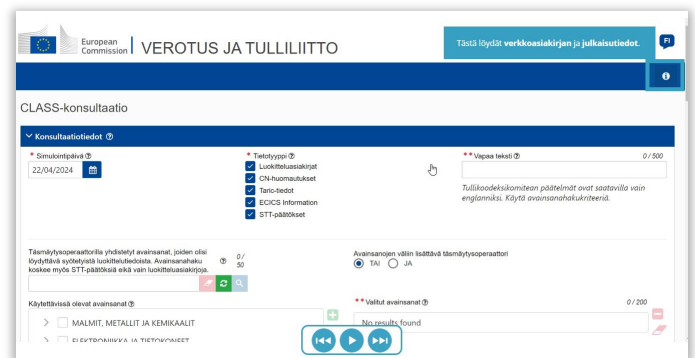 European
Commission
VEROTUS JA TULLILIITTO
Tästä löydät verkkoasiakirjan ja julkaisutiedot.
FI
CLASS-konsultaatio
Konsultaatiotiedot
* Simulointipäivä
22/04/2024
* Tietotyyppi
Luokitteluasiakirjat
CN-huomautukset
Taric-tiedot
ECICS Information
STT-päätökset
** Vapaa teksti 0 / 500
Tullikoodeksikomitean päätelmät ovat saatavilla vain
englanniksi. Käytä avainsanahakukriteeriä.
Täsmäytysoperaattorilla yhdistetyt avainsanat, joiden olisi
löydyttävä syötetyistä luokittelutiedoista. Avainsanahaku
koskee myös STT-päätöksiä eikä vain luokitteluasiakirjoja.
0 /
50
Avainsanojen väliin lisättävä täsmäytysoperaattori
TAI JA
Käytettävissä olevat avainsanat
MALMIT, METALLIT JA KEMIKAALIT
ELEKTRONIIKKA JA TIETOKONEET
** Valitut avainsanat 0 / 200
No results found